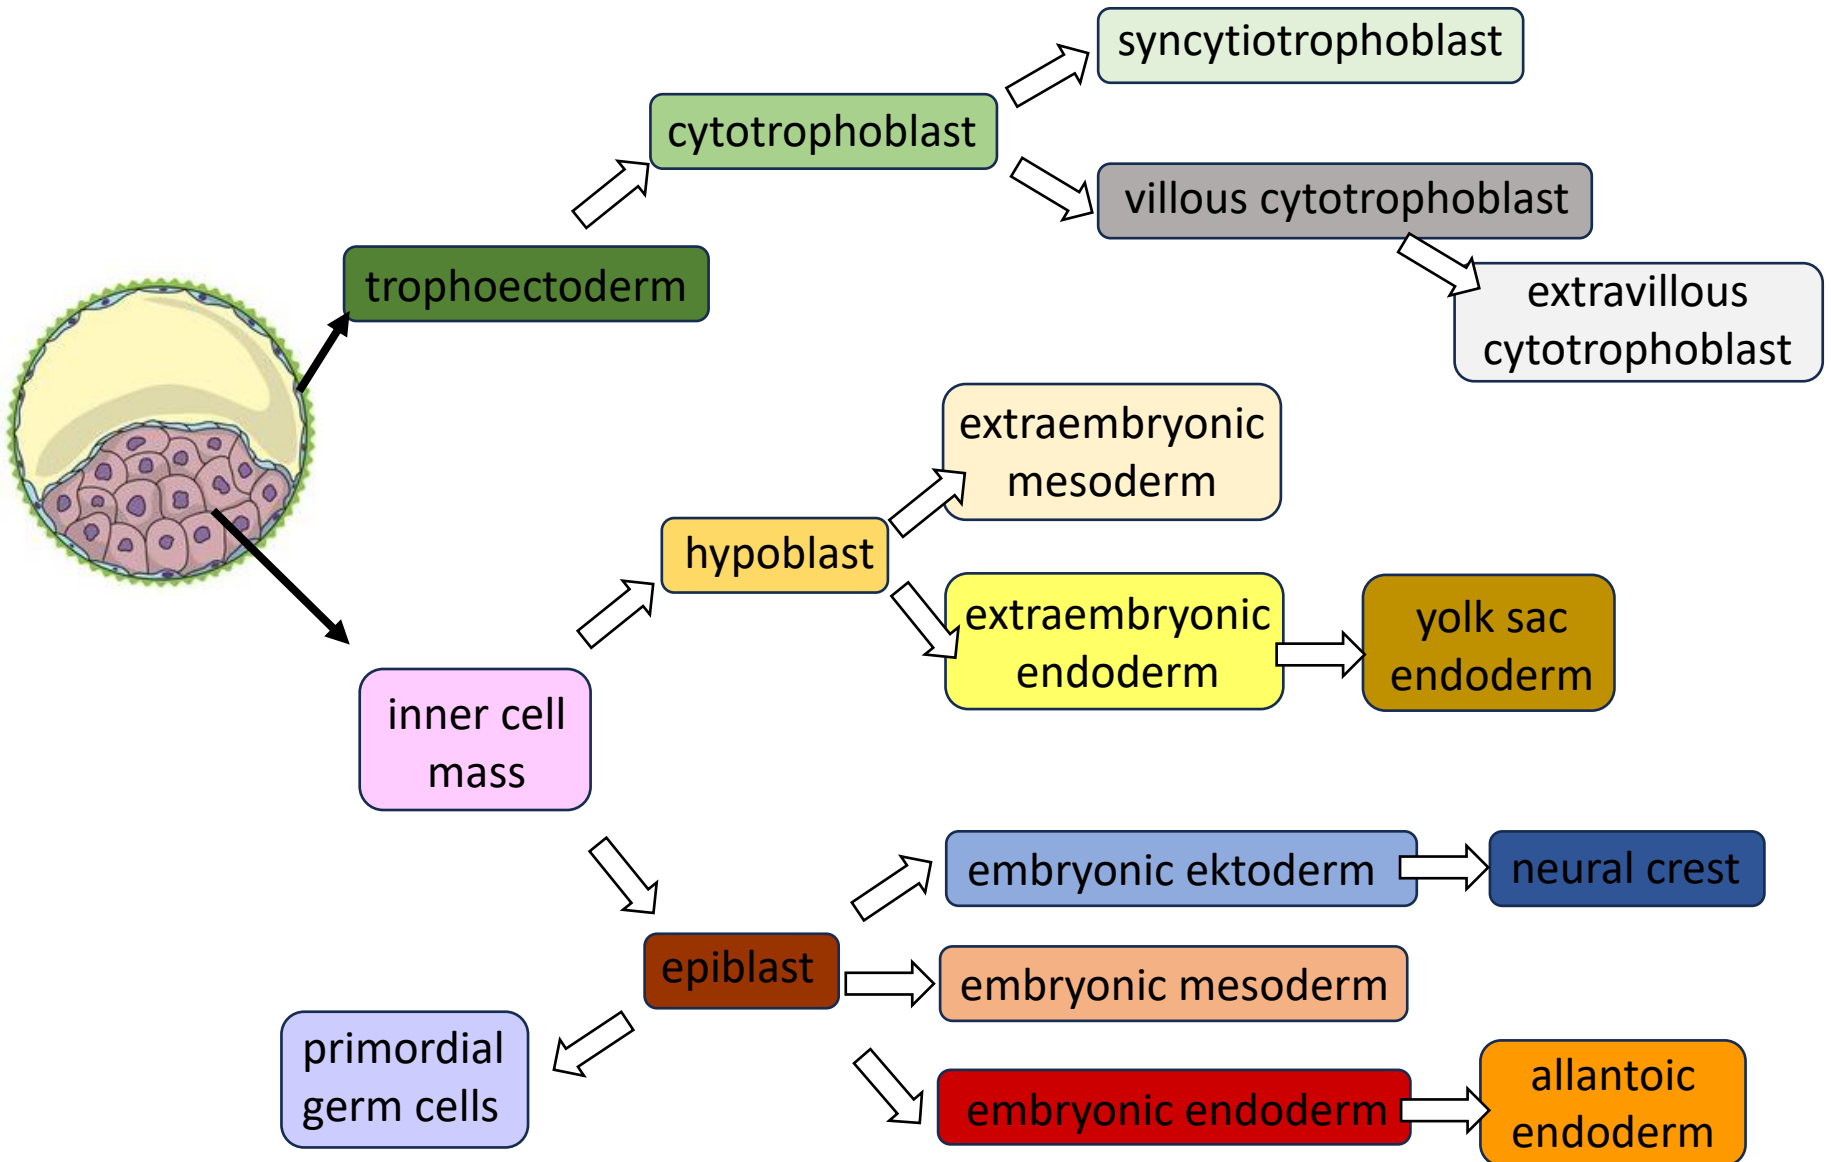 syncytiotrophoblast
cytotrophoblast
villous cytotrophoblast
trophoectoderm
extravillous
cytotrophoblast
extraembryonic
mesoderm
hypoblast
extraembryonic
endoderm
yolk sac
endoderm
inner cell
mass
embryonic ektoderm
neural crest
epiblast
embryonic mesoderm
primordial
germ cells
embryonic endoderm
allantoic
endoderm